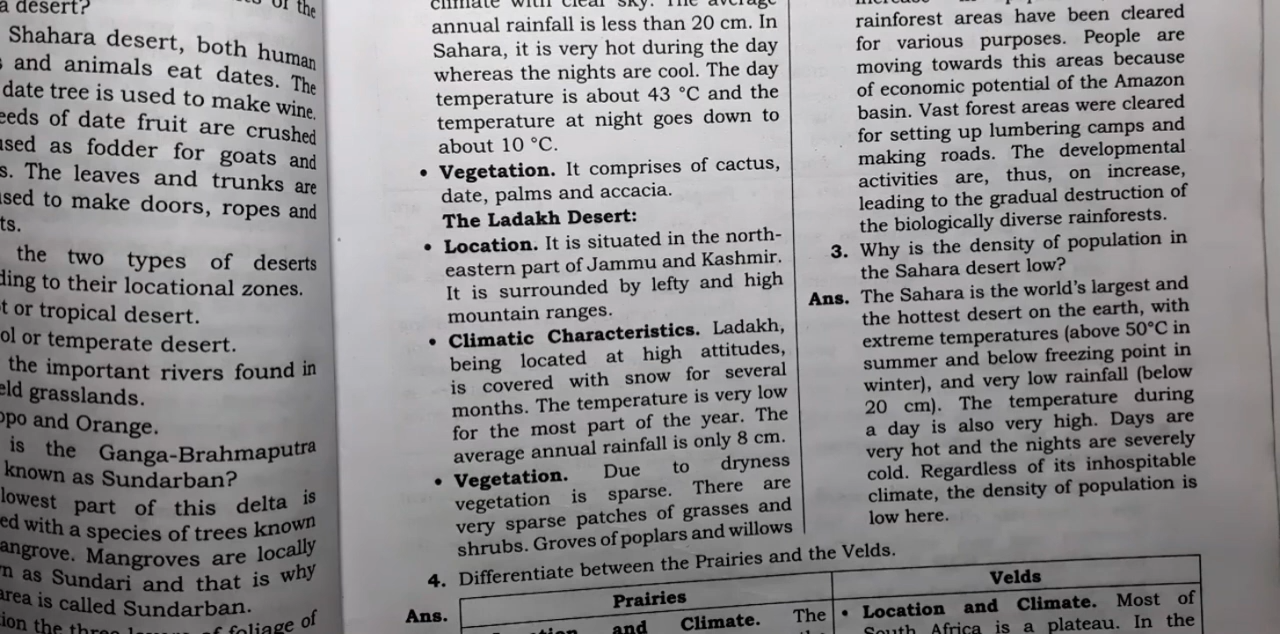 a desert?
of the
Shahara desert, both human
and animals eat dates. The
date tree is used to make wine.
of date fruit are crushed
as fodder for goats and
The leaves and trunks are
to make doors, ropes and
the two types of deserts
to their locational zones.
or tropical desert.
or temperate desert.
the important rivers found in
grasslands.
and Orange.
is the Ganga-Brahmaputra
known as Sundarban?
lowest part of this delta is
with a species of trees known
Mangroves are locally
as Sundari and that is why
area is called Sundarban.
the of foliage of
climate with clear sky. The average
annual rainfall is less than 20 cm. In
Sahara, it is very hot during the day
whereas the nights are cool. The day
temperature is about 43 °C and the
temperature at night goes down to
about 10 °C.
• Vegetation. It comprises of cactus,
date, palms and accacia.
The Ladakh Desert:
• Location. It is situated in the north-
eastern part of Jammu and Kashmir.
It is surrounded by lefty and high
mountain ranges.
• Climatic Characteristics. Ladakh,
being located at high attitudes,
is covered with snow for several
months. The temperature is very low
for the most part of the year. The
average annual rainfall is only 8 cm.
• Vegetation. Due to dryness
vegetation is sparse. There are
very sparse patches of grasses and
shrubs. Groves of poplars and willows
rainforest areas have been cleared
for various purposes. People are
moving towards this areas because
of economic potential of the Amazon
basin. Vast forest areas were cleared
for setting up lumbering camps and
making roads. The developmental
activities are, thus, on increase,
leading to the gradual destruction of
the biologically diverse rainforests.
3. Why is the density of population in
the Sahara desert low?
Ans. The Sahara is the world's largest and
the hottest desert on the earth, with
extreme temperatures (above 50°C in
summer and below freezing point in
winter), and very low rainfall (below
20 cm). The temperature during
a day is also very high. Days are
very hot and the nights are severely
cold. Regardless of its inhospitable
climate, the density of population is
low here.
4. Differentiate between the Prairies and the Velds.
Ans.
Prairies
Velds
and Climate. The
• Location and Climate. Most of
South Africa is a plateau. In the